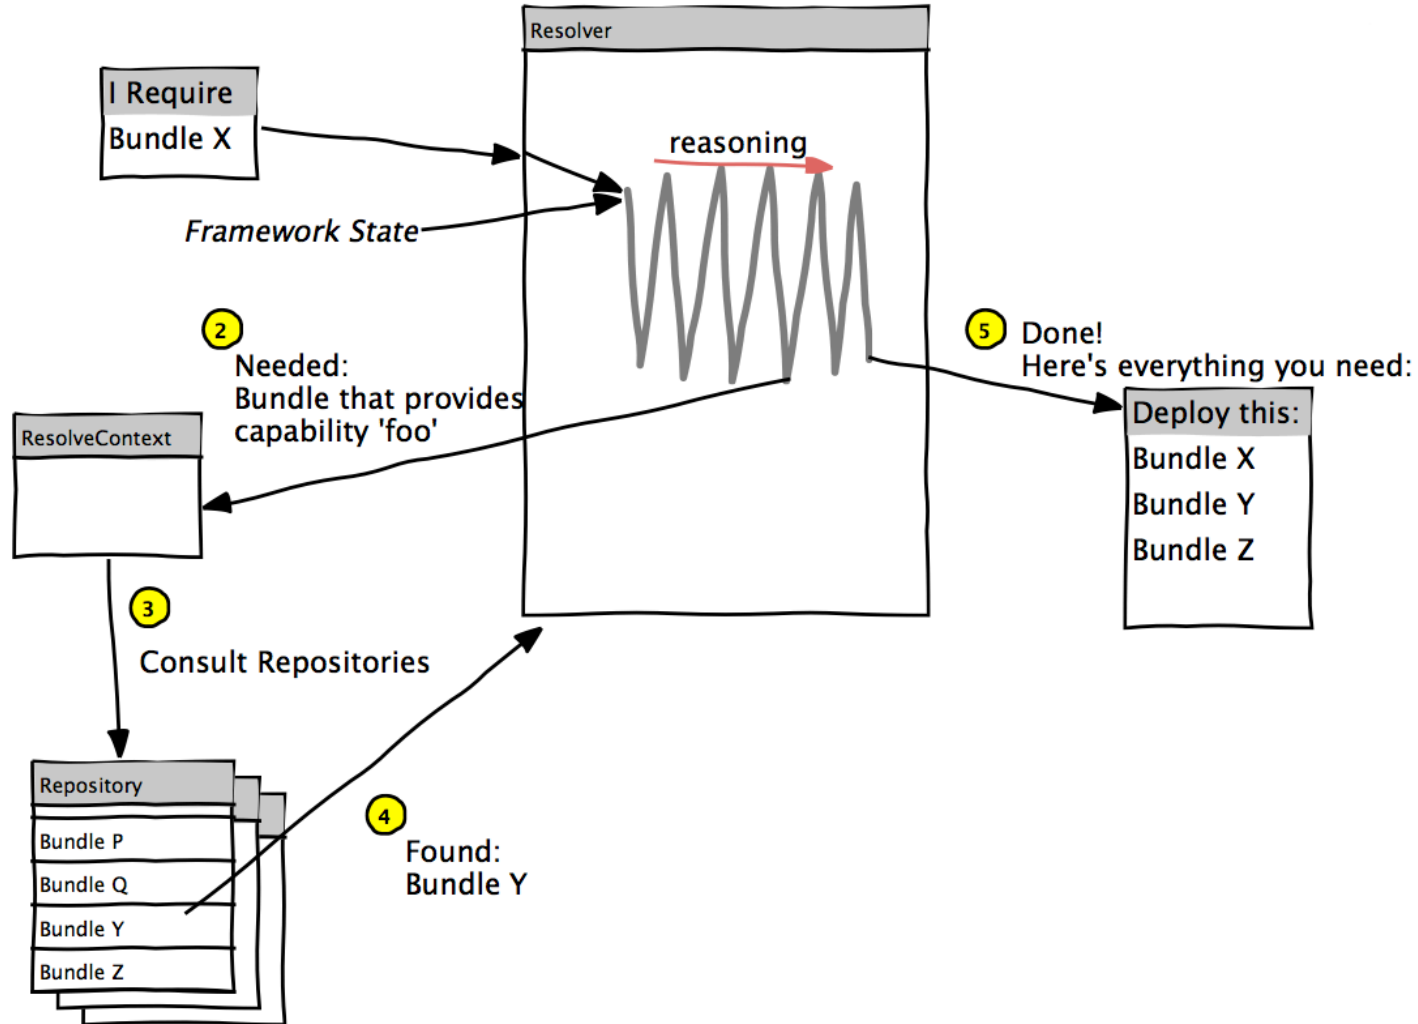 Resolver
I Require
Bundle X
reasoning
Framework State
2
Needed:
Bundle that provides
capability 'foo'
5
Done!
Here's everything you need:
Deploy this:
Bundle X
Bundle Y
Bundle Z
ResolveContext
3
Consult Repositories
Repository
Bundle P
Bundle Q
Bundle Y
Bundle Z
4
Found:
Bundle Y